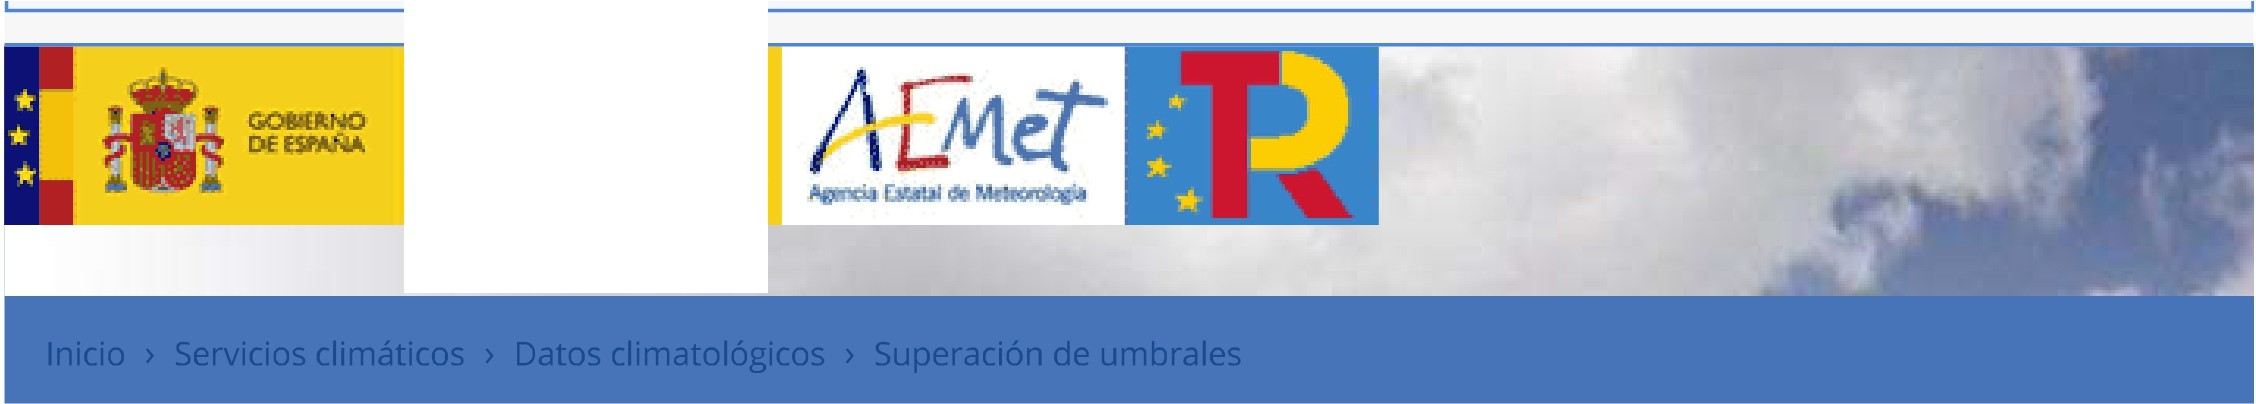 GOBIERNO
DE ESPAÑA
AEMet
Agencia Estatal de Meteorología
TR
Inicio › Servicios climáticos › Datos climatológicos › Superación de umbrales